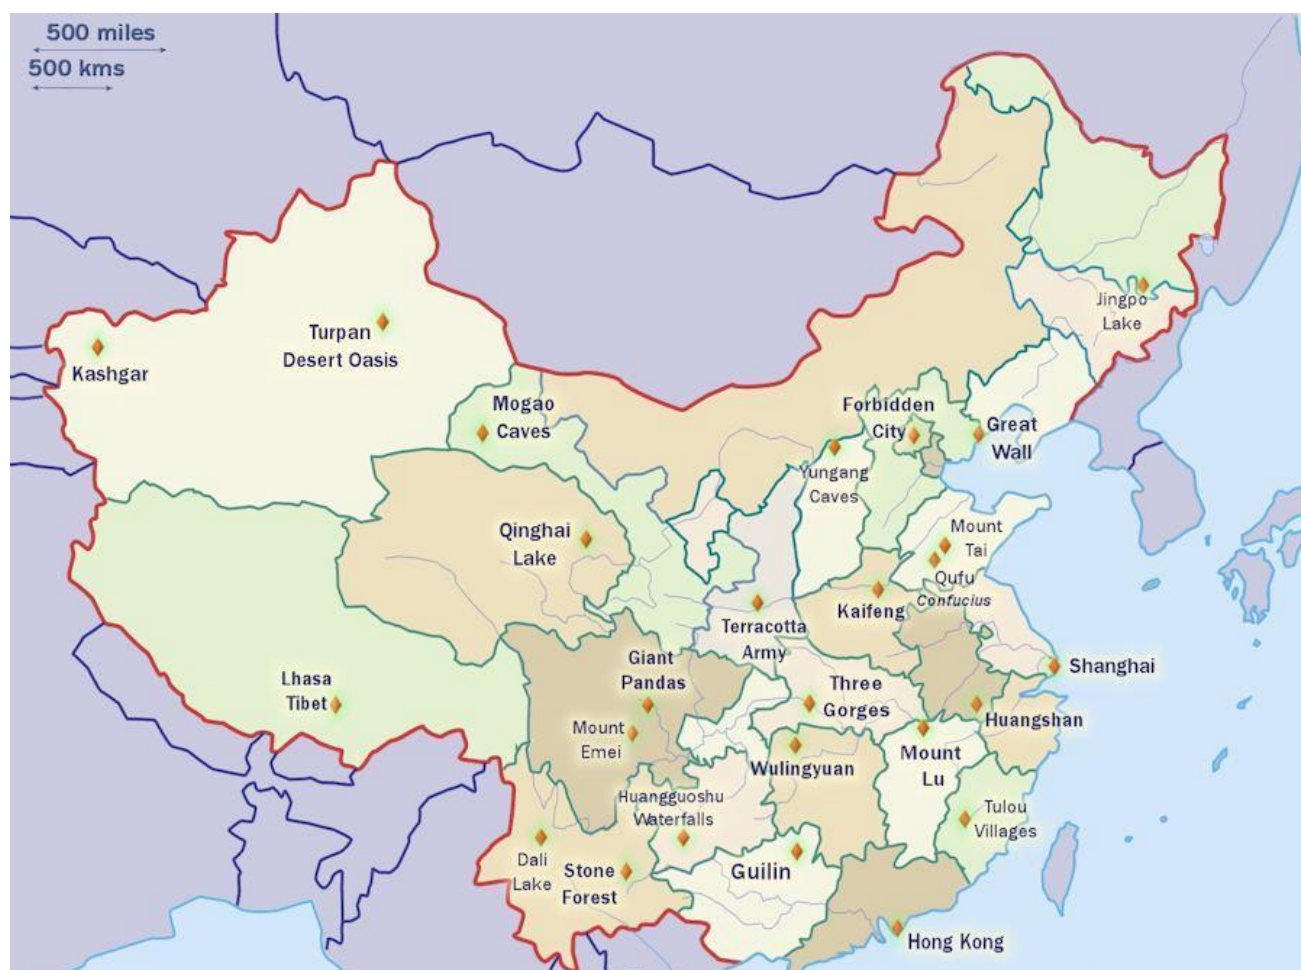 500 miles
500 kms
Jingpo
Lake
Turpan
Desert Oasis
Kashgar
Mogao
Caves
Forbidden
City
Great
Wall
Yungang
Caves
Qinghai
Lake
Mount
Tai
Qufu
Confucius
Kaifeng
Terracotta
Army
Giant
Pandas
Shanghai
Lhasa
Tibet
Three
Gorges
Huangshan
Mount
Emei
Mount
Lu
Wulingyuan
Huangguoshu
Waterfalls
Tulou
Villages
Dali
Lake
Stone
Forest
Guilin
Hong Kong